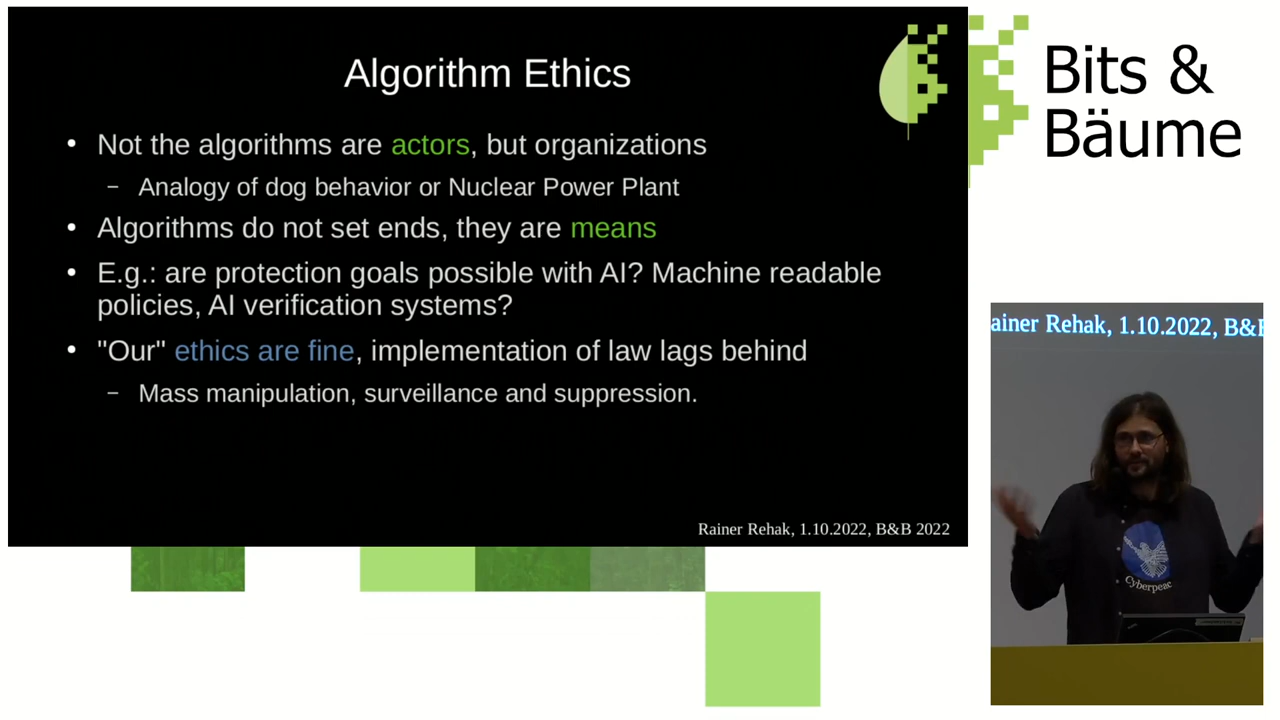 Algorithm Ethics
Not the algorithms are actors, but organizations
Analogy of dog behavior or Nuclear Power Plant
Algorithms do not set ends, they are means
E.g.: are protection goals possible with AI? Machine readable
policies, AI verification systems?
"Our" ethics are fine, implementation of law lags behind
Mass manipulation, surveillance and suppression.
Rainer Rehak, 1.10.2022, B&B 2022
Bits &
Bäume
ainer Rehak, 1.10.2022, B&B
Cyberpeac